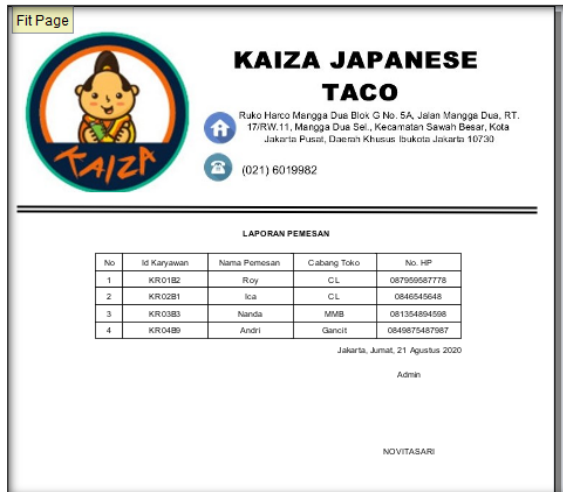 Fit Page
KAIZA
KAIZA JAPANESE
TACO
Ruko Harco Mangga Dua Blok G No. 5A, Jalan Mangga Dua, RT.
17/RW.11, Mangga Dua Sel., Kecamatan Sawah Besar, Kota
Jakarta Pusat, Daerah Khusus Ibukota Jakarta 10730
(021) 6019982
LAPORAN PEMESAN
No Id Karyawan Nama Pemesan Cabang Toko No. HP
1 KR01B2 Roy CL 087959587778
2 KR02B1 Ica CL 0846545648
3 KR03B3 Nanda MMB 081354894598
4 KR04B9 Andri Gancit 0849875487987
Jakarta, Jumat, 21 Agustus 2020
Admin
NOVITASARI